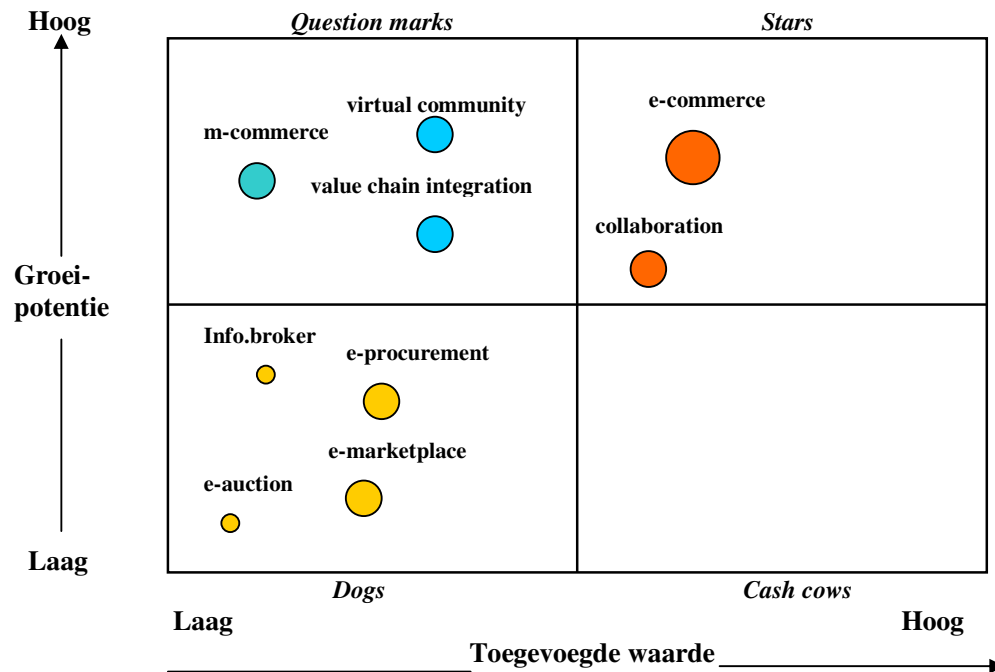 Hoog
Question marks
Stars
virtual community
e-commerce
m-commerce
value chain integration
collaboration
Groei-
potentie
Info.broker
e-procurement
e-marketplace
e-auction
Laag
Dogs
Cash cows
Laag
Hoog
Toegevoegde waarde